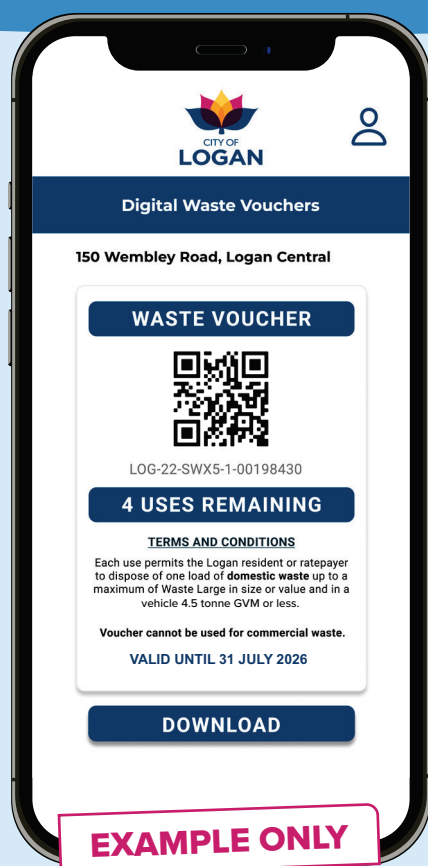 CITY OF
LOGAN
Digital Waste Vouchers
150 Wembley Road, Logan Central
WASTE VOUCHER
LOG-22-SWX5-1-00198430
4 USES REMAINING
TERMS AND CONDITIONS
Each use permits the Logan resident or ratepayer
to dispose of one load of domestic waste up to a
maximum of Waste Large in size or value and in a
vehicle 4.5 tonne GVM or less.
Voucher cannot be used for commercial waste.
VALID UNTIL 31 JULY 2026
DOWNLOAD
EXAMPLE ONLY